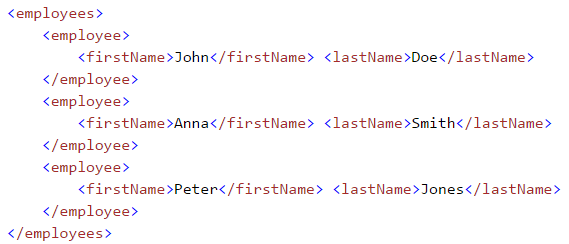 <employees>
    <employee>
        <firstName>John</firstName> <lastName>Doe</lastName>
    </employee>
    <employee>
        <firstName>Anna</firstName> <lastName>Smith</lastName>
    </employee>
    <employee>
        <firstName>Peter</firstName> <lastName>Jones</lastName>
    </employee>
</employees>